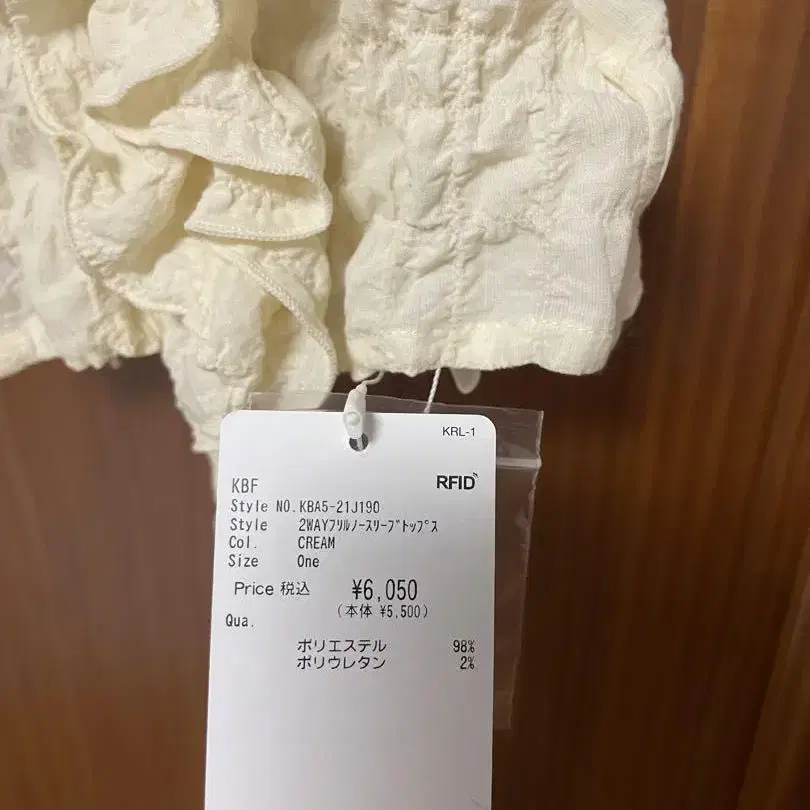 KRL-1
KBF
RFID
Style NO.KBA5-21J190
Style 2WAYフリルノースリーブトップス
Col. CREAM
Size One
Price 税込 ¥6,050
(本体 ¥5,500)
Qua.
ポリエステル 98%
ポリウレタン 2%